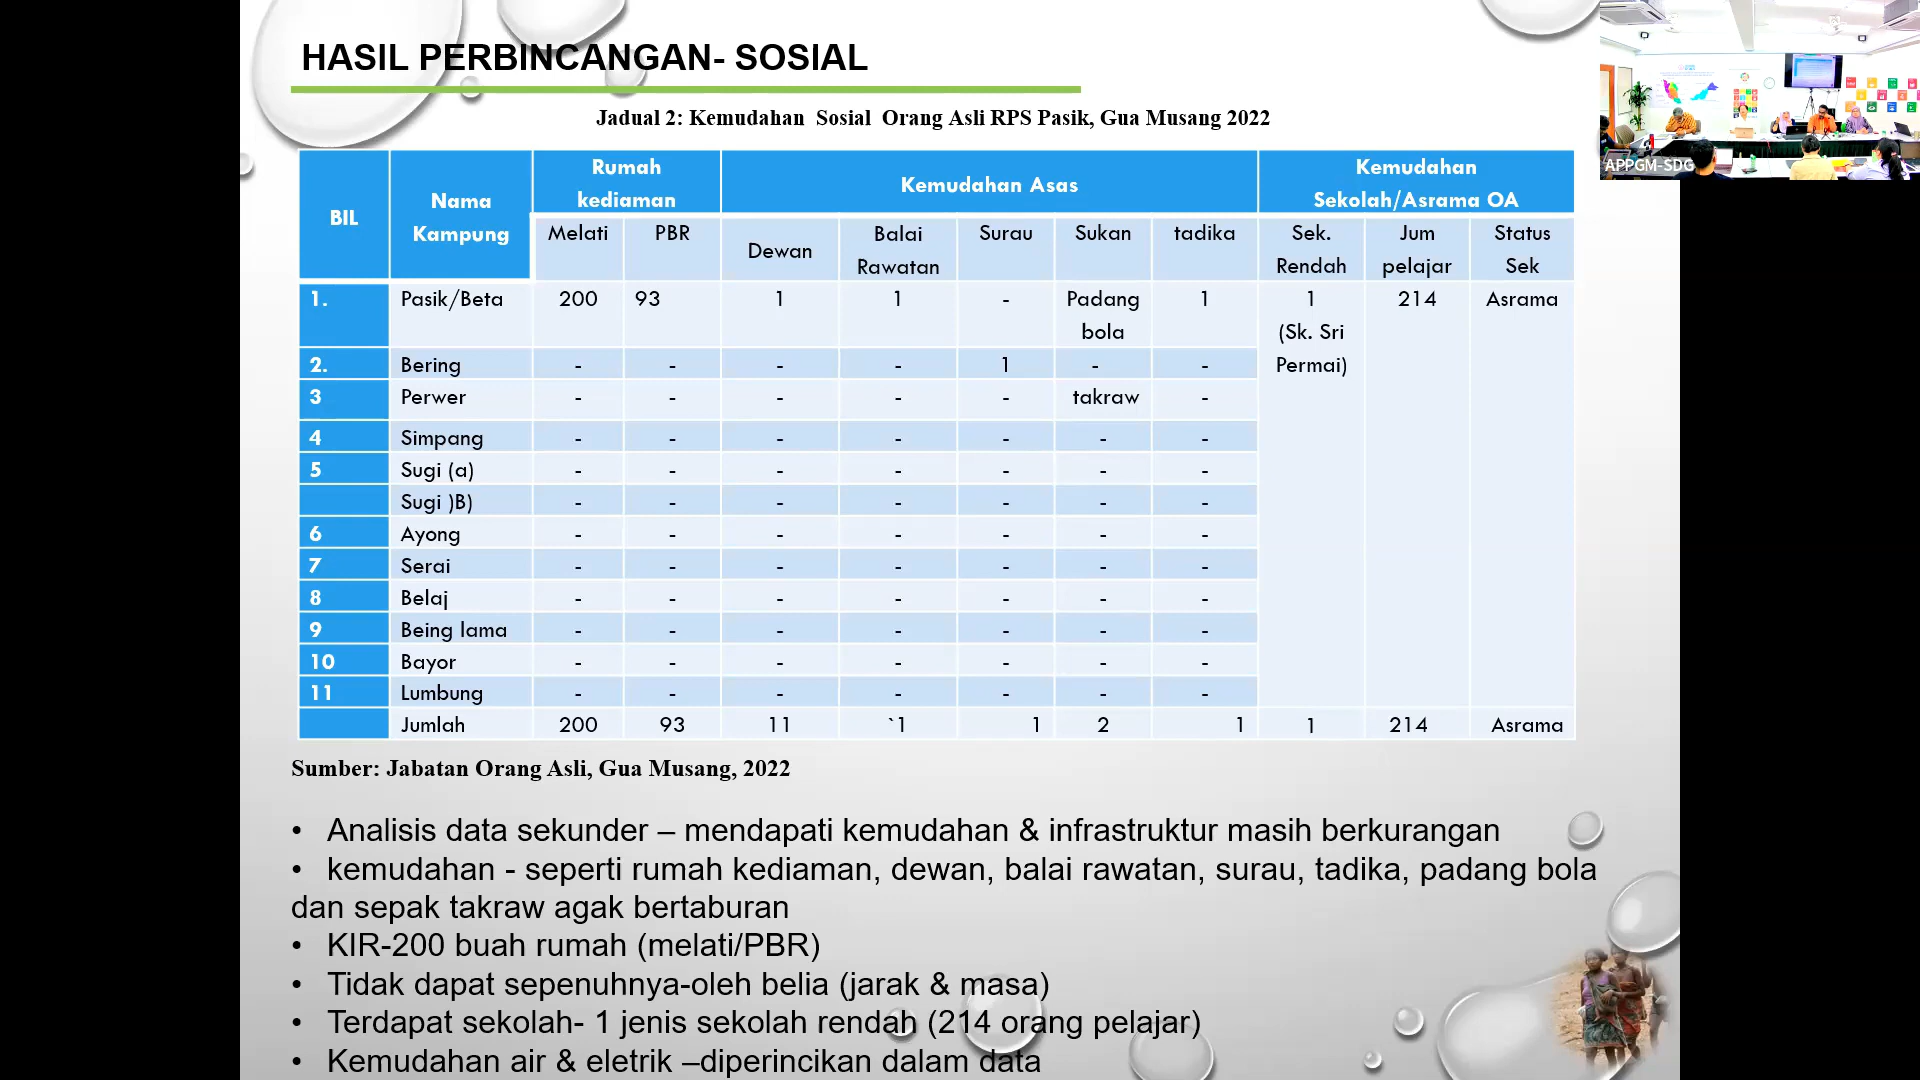 HASIL PERBINCANGAN- SOSIAL
Jadual 2: Kemudahan Sosial Orang Asli RPS Pasik, Gua Musang 2022
BIL Nama Kampung Rumah kediaman Kemudahan Asas Kemudahan Sekolah/Asrama OA
Melati PBR Dewan Balai Rawatan Surau Sukan tadika Sek. Rendah Jum pelajar Status Sek
1. Pasik/Beta 200 93 1 1 - Padang bola 1 1 (Sk. Sri Permai) 214 Asrama
2. Bering - - - - 1 - -
3 Perwer - - - - - takraw -
4 Simpang - - - - - - -
5 Sugi (a) - - - - - - -
Sugi )B) - - - - - - -
6 Ayong - - - - - - -
7 Serai - - - - - - -
8 Belaj - - - - - - -
9 Being lama - - - - - - -
10 Bayor - - - - - - -
11 Lumbung - - - - - - -
Jumlah 200 93 11 `1 1 2 1 1 214 Asrama
Sumber: Jabatan Orang Asli, Gua Musang, 2022
• Analisis data sekunder – mendapati kemudahan & infrastruktur masih berkurangan
• kemudahan - seperti rumah kediaman, dewan, balai rawatan, surau, tadika, padang bola
dan sepak takraw agak bertaburan
• KIR-200 buah rumah (melati/PBR)
• Tidak dapat sepenuhnya-oleh belia (jarak & masa)
• Terdapat sekolah- 1 jenis sekolah rendah (214 orang pelajar)
• Kemudahan air & eletrik –diperincikan dalam data
APPGM-SDG